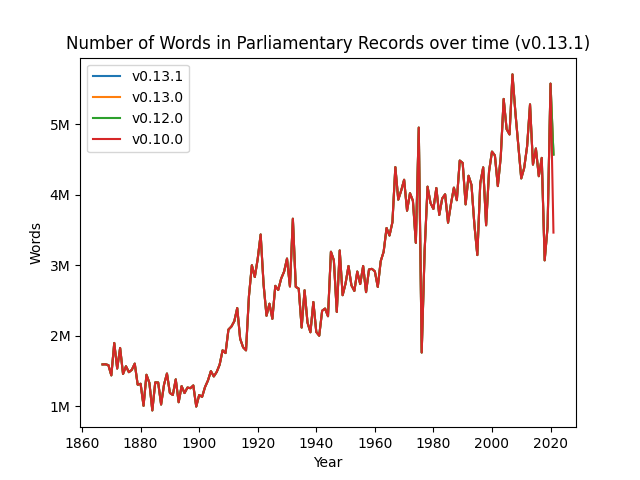 Number of Words in Parliamentary Records over time (v0.13.1)
v0.13.1
v0.13.0
v0.12.0
v0.10.0
5M
4M
3M
2M
1M
Words
1860 1880 1900 1920 1940 1960 1980 2000 2020
Year